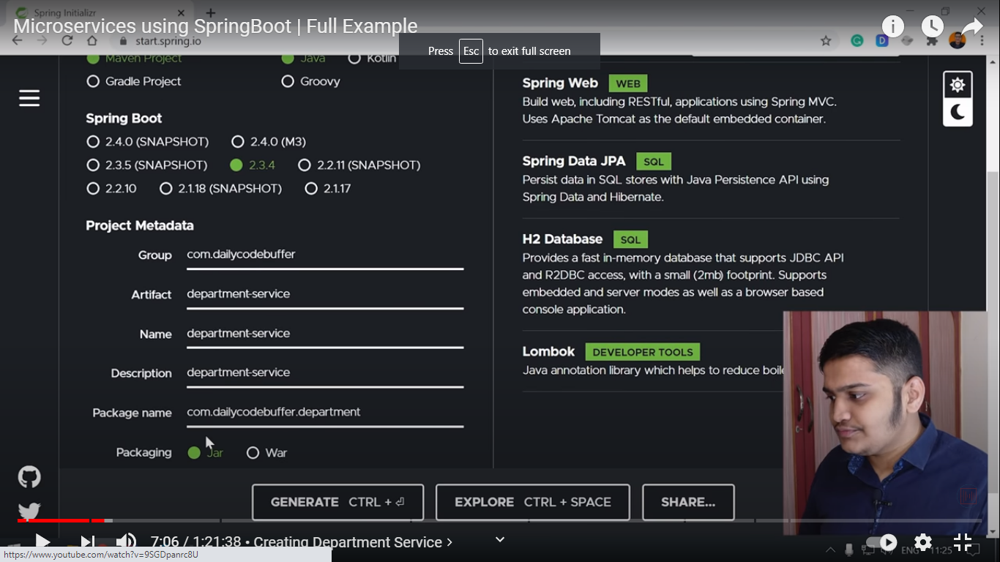 Spring Initializr
Microservices using SpringBoot | Full Example
start.spring.io
Press Esc to exit full screen
Maven Project
Java
Kotlin
Gradle Project
Groovy
Spring Boot
2.4.0 (SNAPSHOT)
2.4.0 (M3)
2.3.5 (SNAPSHOT)
2.3.4
2.2.11 (SNAPSHOT)
2.2.10
2.1.18 (SNAPSHOT)
2.1.17
Project Metadata
Group com.dailycodebuffer
Artifact department-service
Name department-service
Description department-service
Package name com.dailycodebuffer.department
Packaging Jar War
Spring Web WEB
Build web, including RESTful, applications using Spring MVC.
Uses Apache Tomcat as the default embedded container.
Spring Data JPA SQL
Persist data in SQL stores with Java Persistence API using
Spring Data and Hibernate.
H2 Database SQL
Provides a fast in-memory database that supports JDBC API
and R2DBC access, with a small (2mb) footprint. Supports
embedded and server modes as well as a browser based
console application.
Lombok DEVELOPER TOOLS
Java annotation library which helps to reduce boile
GENERATE CTRL + ⏎
EXPLORE CTRL + SPACE
SHARE...
7:06 / 1:21:38 • Creating Department Service >
ENG 11:25
https://www.youtube.com/watch?v=9SGDpanrc8U